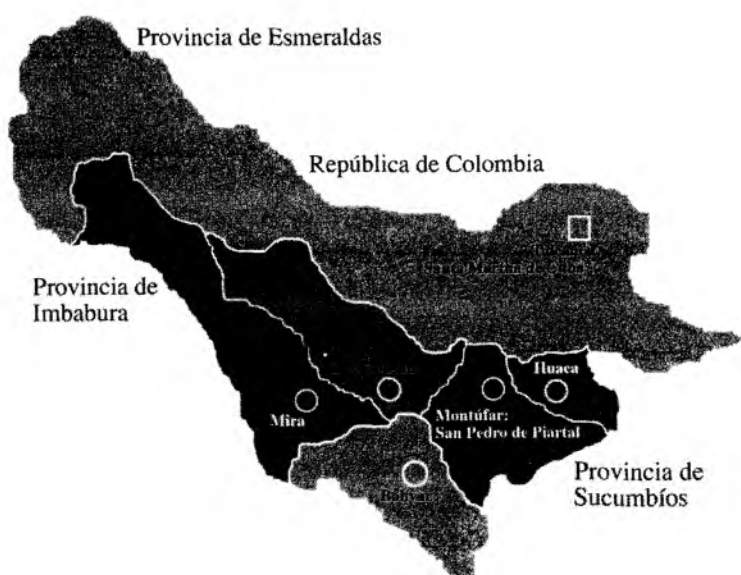 Provincia de Esmeraldas
República de Colombia
Provincia de
Imbabura
Huaca
Mira
Montúfar:
San Pedro de Piartal
Bolívar
Provincia de
Sucumbíos